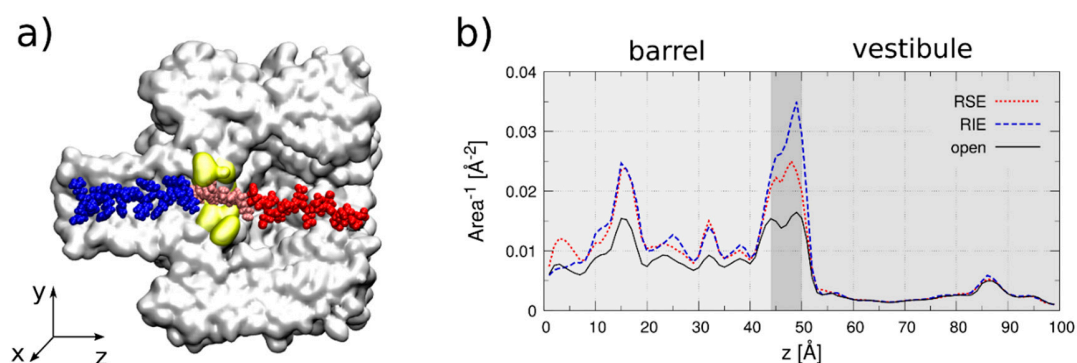 a)
y
x
z
b)
barrel vestibule
0.04
0.03
0.02
0.01
0
Area⁻¹ [Å⁻²]
RSE
RIE
open
0 10 20 30 40 50 60 70 80 90 100
z [Å]